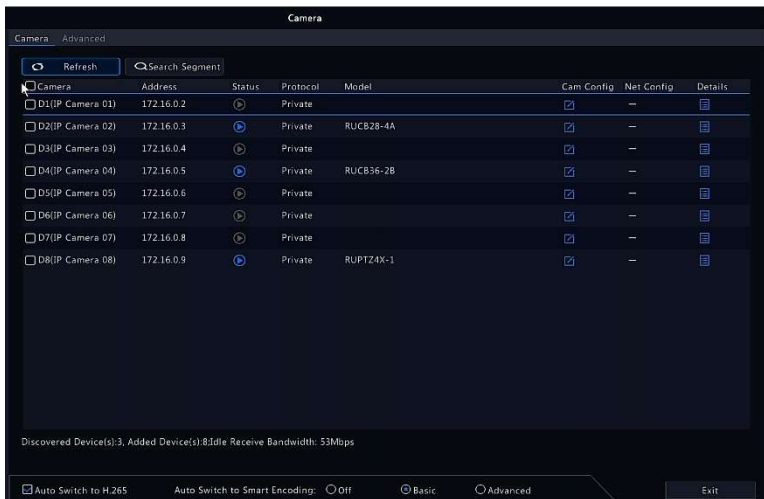 Camera
Camera Advanced
Refresh Search Segment
Camera Address Status Protocol Model Cam Config Net Config Details
D1(IP Camera 01) 172.16.0.2 Private —
D2(IP Camera 02) 172.16.0.3 Private RUCB28-4A —
D3(IP Camera 03) 172.16.0.4 Private —
D4(IP Camera 04) 172.16.0.5 Private RUCB36-2B —
D5(IP Camera 05) 172.16.0.6 Private —
D6(IP Camera 06) 172.16.0.7 Private —
D7(IP Camera 07) 172.16.0.8 Private —
D8(IP Camera 08) 172.16.0.9 Private RUPTZ4X-1 —
Discovered Device(s):3, Added Device(s):8;Idle Receive Bandwidth: 53Mbps
Auto Switch to H.265 Auto Switch to Smart Encoding: Off Basic Advanced Exit